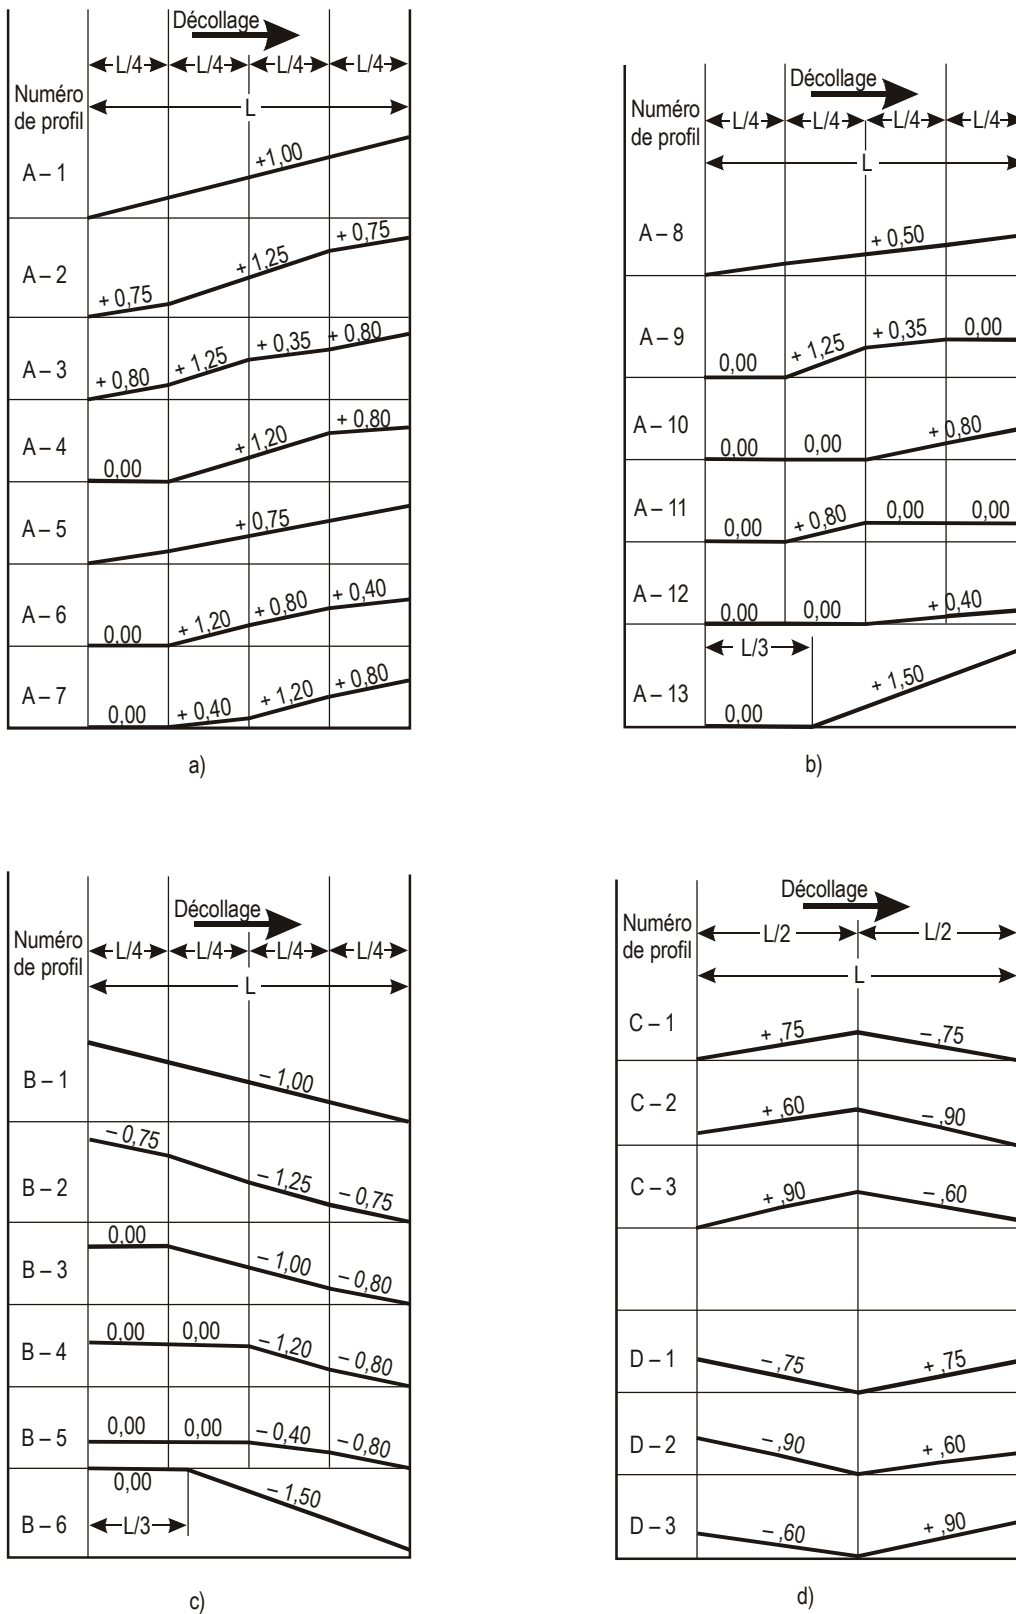 Décollage
L/4 L/4 L/4 L/4
Numéro
de profil
L
A – 1
+1,00
A – 2
+ 0,75
+ 1,25
+ 0,75
A – 3
+ 0,80
+ 1,25
+ 0,35
+ 0,80
A – 4
0,00
+ 1,20
+ 0,80
A – 5
+ 0,75
A – 6
0,00
+ 1,20
+ 0,80
+ 0,40
A – 7
0,00
+ 0,40
+ 1,20
+ 0,80
a)
Décollage
Numéro
de profil
L/4 L/4 L/4 L/4
L
A – 8
+ 0,50
A – 9
0,00
+ 1,25
+ 0,35
0,00
A – 10
0,00
0,00
+ 0,80
A – 11
0,00
+ 0,80
0,00
0,00
A – 12
0,00
0,00
+ 0,40
L/3
A – 13
0,00
+ 1,50
b)
Décollage
Numéro
de profil
L/4 L/4 L/4 L/4
L
B – 1
– 1,00
B – 2
– 0,75
– 1,25
– 0,75
B – 3
0,00
– 1,00
– 0,80
B – 4
0,00
0,00
– 1,20
– 0,80
B – 5
0,00
0,00
– 0,40
– 0,80
B – 6
0,00
– 1,50
L/3
c)
Décollage
Numéro
de profil
L/2 L/2
L
C – 1
+ ,75
– ,75
C – 2
+ ,60
– ,90
C – 3
+ ,90
– ,60
D – 1
– ,75
+ ,75
D – 2
– ,90
+ ,60
D – 3
– ,60
+ ,90
d)